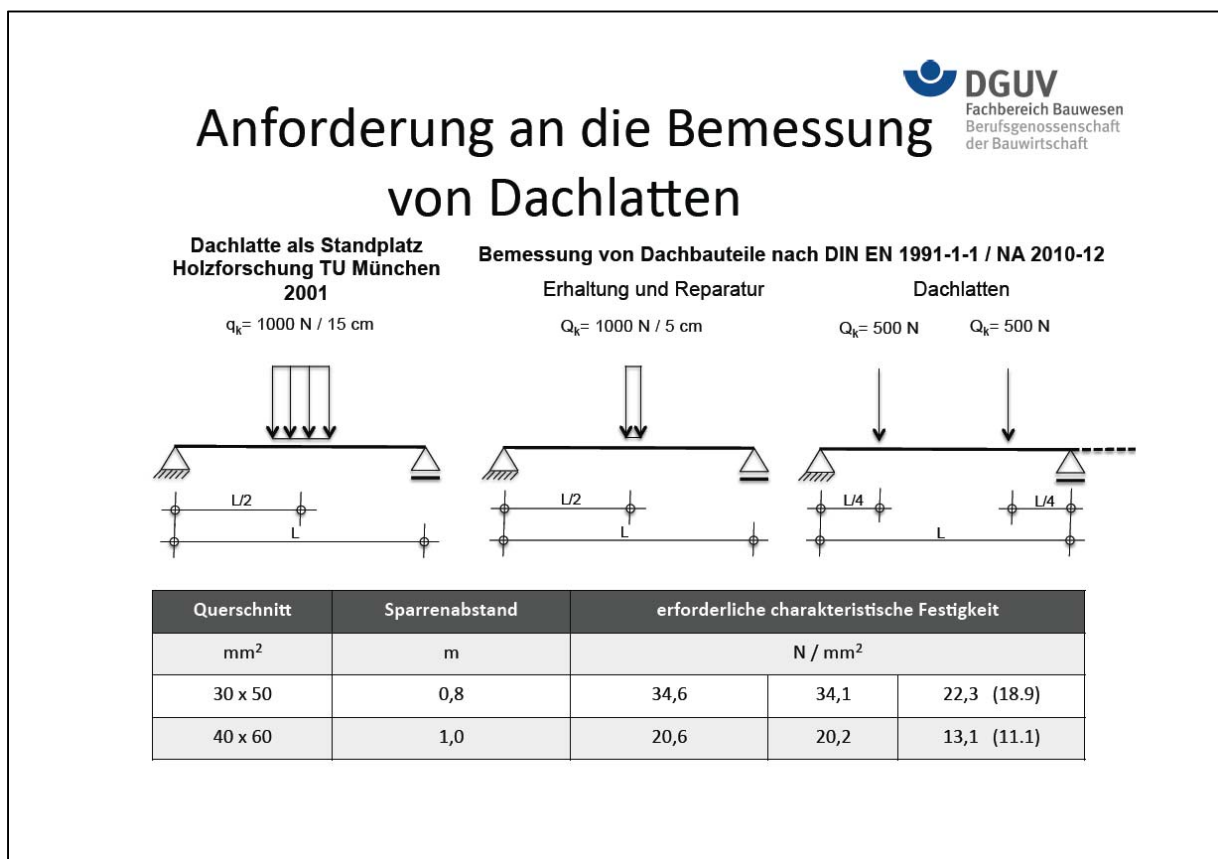 DGUV
Fachbereich Bauwesen
Berufsgenossenschaft
der Bauwirtschaft
Anforderung an die Bemessung
von Dachlatten
Dachlatte als Standplatz
Holzforschung TU München
2001
qk= 1000 N / 15 cm
Bemessung von Dachbauteile nach DIN EN 1991-1-1 / NA 2010-12
Erhaltung und Reparatur
Dachlatten
Qk= 1000 N / 5 cm
Qk= 500 N
Qk= 500 N
L/2
L
L/2
L
L/4
L/4
L
Querschnitt Sparrenabstand erforderliche charakteristische Festigkeit
mm² m N / mm²
30 x 50 0,8 34,6 34,1 22,3 (18.9)
40 x 60 1,0 20,6 20,2 13,1 (11.1)